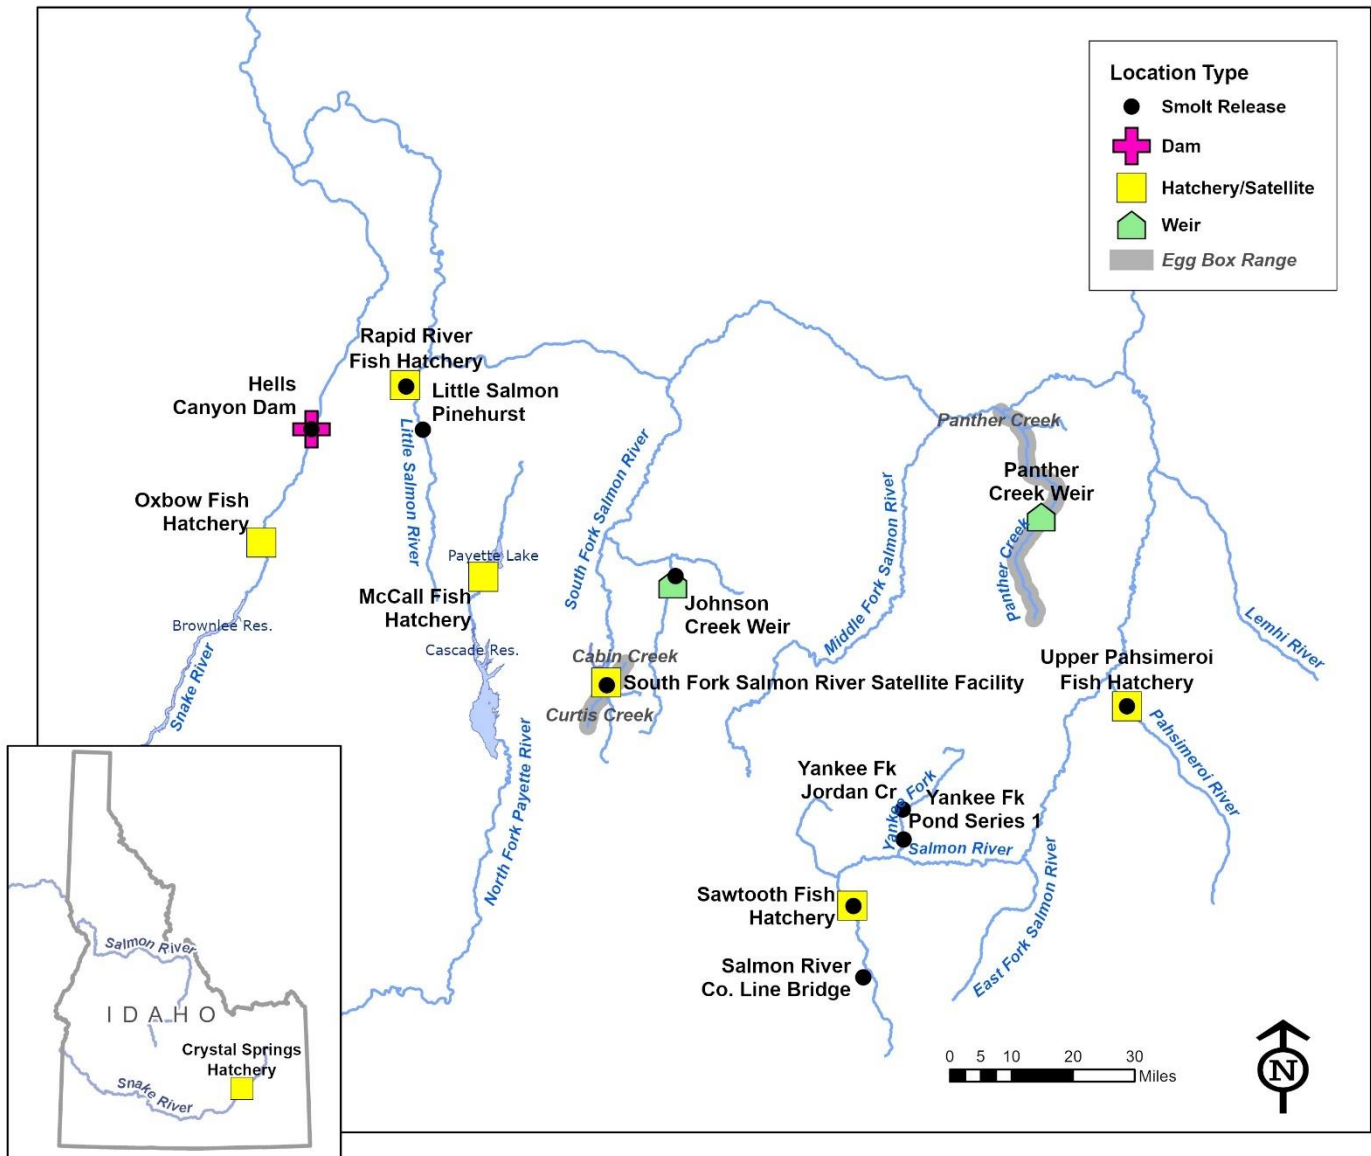 Location Type
Smolt Release
Dam
Hatchery/Satellite
Weir
Egg Box Range
Rapid River
Fish Hatchery
Hells
Canyon Dam
Little Salmon
Pinehurst
Little Salmon River
Oxbow Fish
Hatchery
Brownlee Res.
Snake River
Payette Lake
McCall Fish
Hatchery
Cascade Res.
North Fork Payette River
South Fork Salmon River
Johnson
Creek Weir
Cabin Creek
South Fork Salmon River Satellite Facility
Curtis Creek
Middle Fork Salmon River
Panther Creek
Panther
Creek Weir
Panther Creek
Lemhi River
Upper Pahsimeroi
Fish Hatchery
Pahsimeroi River
Yankee Fk
Jordan Cr
Yankee Fork
Yankee Fk
Pond Series 1
Salmon River
East Fork Salmon River
Sawtooth Fish
Hatchery
Salmon River
Co. Line Bridge
0 5 10 20 30
Miles
N
Salmon River
IDAHO
Crystal Springs
Hatchery
Snake River